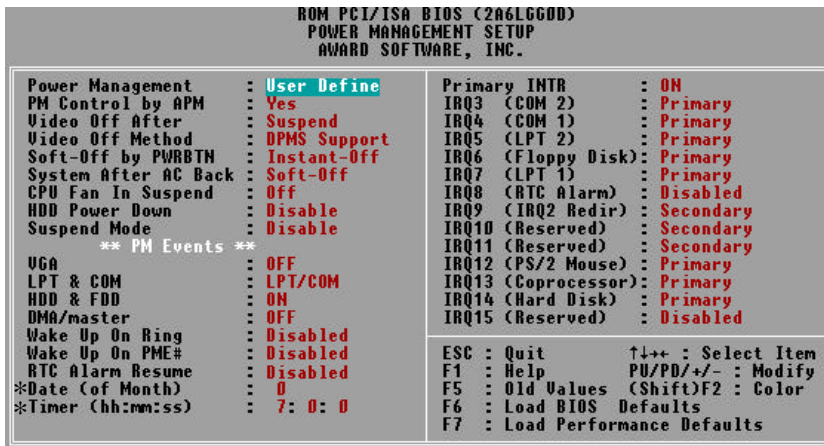 ROM PCI/ISA BIOS (2A6LGG0D)
POWER MANAGEMENT SETUP
AWARD SOFTWARE, INC.
Power Management : User Define
PM Control by APM : Yes
Video Off After : Suspend
Video Off Method : DPMS Support
Soft-Off by PWRBTN : Instant-Off
System After AC Back : Soft-Off
CPU Fan In Suspend : Off
HDD Power Down : Disable
Suspend Mode : Disable
** PM Events **
VGA : OFF
LPT & COM : LPT/COM
HDD & FDD : ON
DMA/master : OFF
Wake Up On Ring : Disabled
Wake Up On PME# : Disabled
RTC Alarm Resume : Disabled
*Date (of Month) : 0
*Timer (hh:mm:ss) : 7: 0: 0
Primary INTR : ON
IRQ3 (COM 2) : Primary
IRQ4 (COM 1) : Primary
IRQ5 (LPT 2) : Primary
IRQ6 (Floppy Disk): Primary
IRQ7 (LPT 1) : Primary
IRQ8 (RTC Alarm) : Disabled
IRQ9 (IRQ2 Redir) : Secondary
IRQ10 (Reserved) : Secondary
IRQ11 (Reserved) : Secondary
IRQ12 (PS/2 Mouse) : Primary
IRQ13 (Coprocessor): Primary
IRQ14 (Hard Disk) : Primary
IRQ15 (Reserved) : Disabled
ESC : Quit ↑↓→← : Select Item
F1 : Help PU/PD/+/- : Modify
F5 : Old Values (Shift)F2 : Color
F6 : Load BIOS Defaults
F7 : Load Performance Defaults